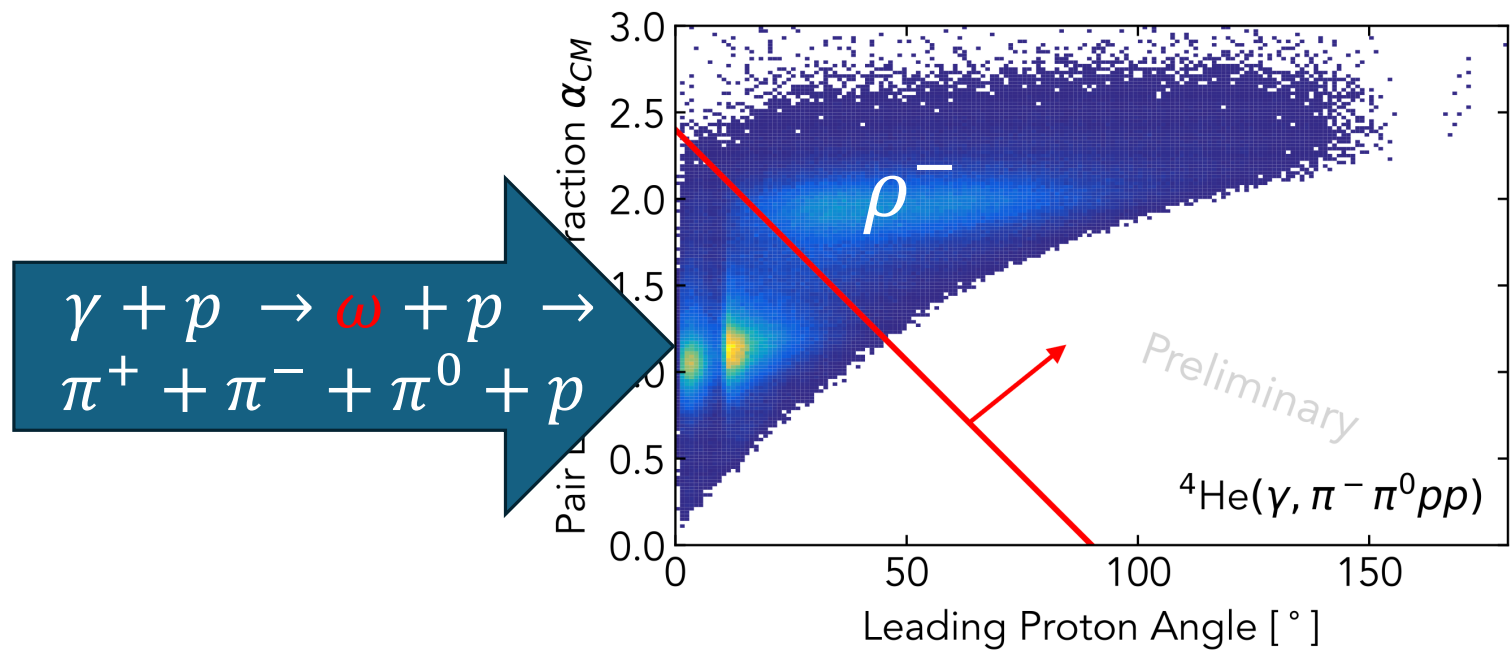 γ + p → ω + p →
π⁺ + π⁻ + π⁰ + p
Pair
raction α_CM
3.0
2.5
2.0
.5
.0
0.5
0.0
0
50
100
150
Leading Proton Angle [°]
ρ⁻
Preliminary
⁴He(γ, π⁻π⁰pp)